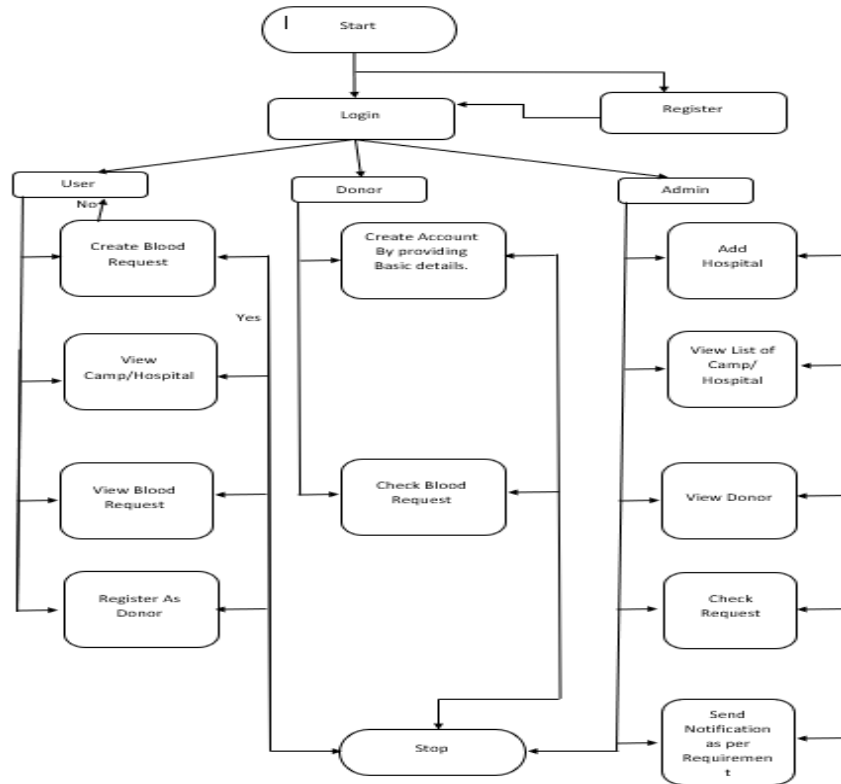 Start
Login
Register
User
Donor
Admin
No
Create Blood
Request
Create Account
By providing
Basic details.
Add
Hospital
Yes
View
Camp/Hospital
View List of
Camp/
Hospital
View Blood
Request
Check Blood
Request
View Donor
Register As
Donor
Check
Request
Stop
Send
Notification
as per
Requiremen
t